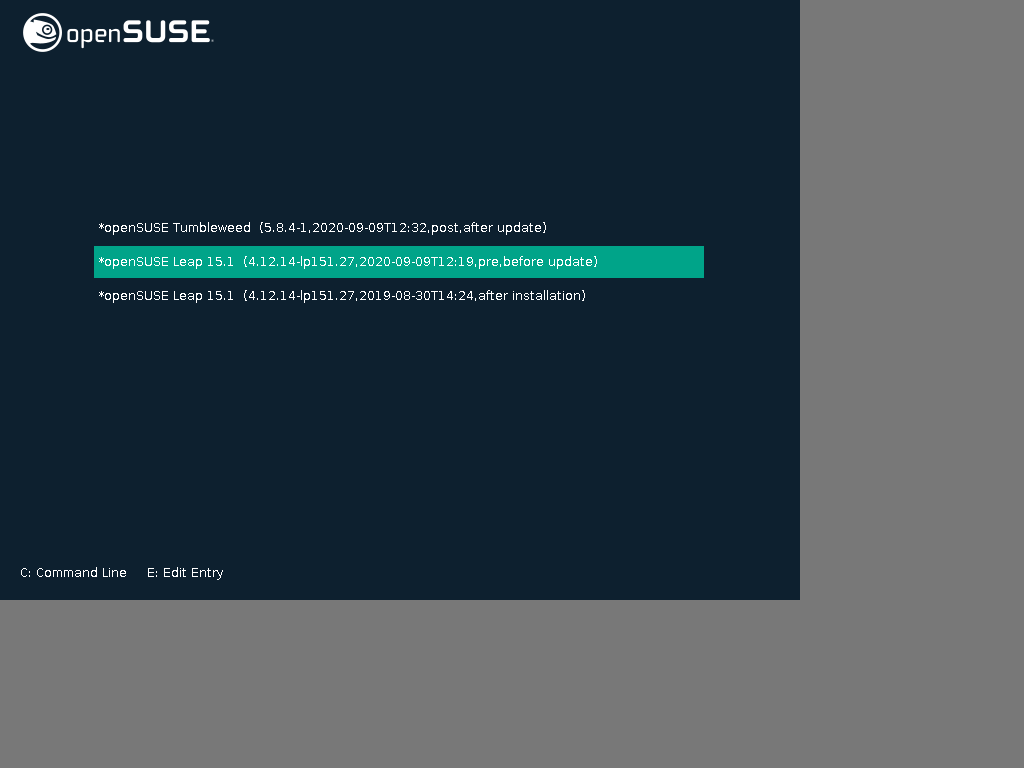 openSUSE.
*openSUSE Tumbleweed  (5.8.4-1,2020-09-09T12:32,post,after update)
*openSUSE Leap 15.1  (4.12.14-lp151.27,2020-09-09T12:19,pre,before update)
*openSUSE Leap 15.1  (4.12.14-lp151.27,2019-08-30T14:24,after installation)
C: Command Line     E: Edit Entry